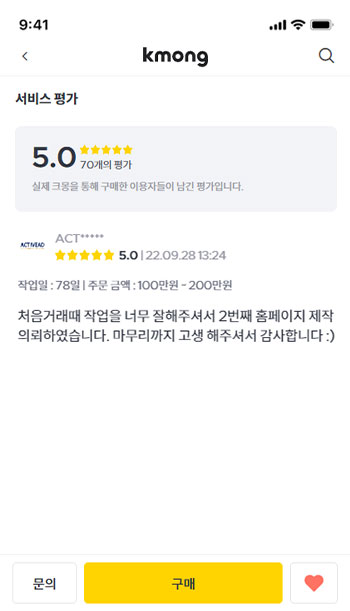 9:41
kmong
서비스 평가
5.0
70개의 평가
실제 크몽을 통해 구매한 이용자들이 남긴 평가입니다.
ACT*****
ACTIVEAD
5.0 | 22.09.28 13:24
작업일 : 78일 | 주문 금액 : 100만원 - 200만원
처음거래때 작업을 너무 잘해주셔서 2번째 홈페이지 제작
의뢰하였습니다. 마무리까지 고생 해주셔서 감사합니다 :)
문의
구매